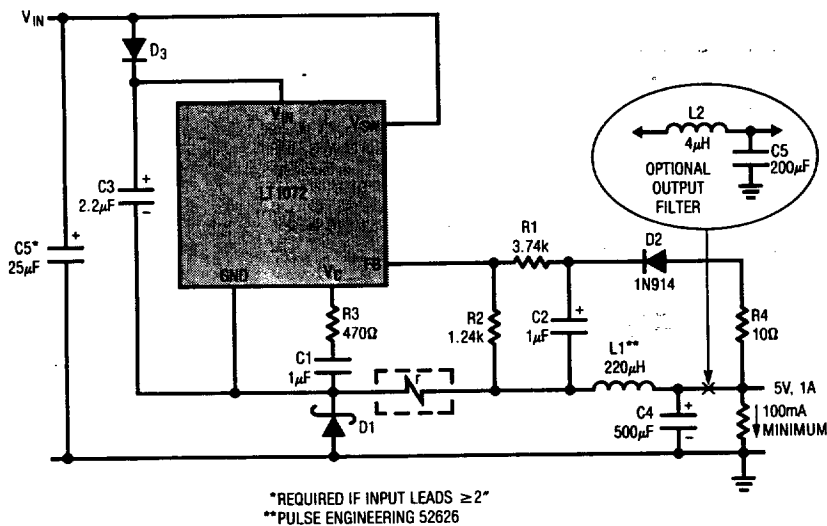 VIN
D3
VIN
VSW
LT1072
C3
2.2μF
+
−
C5*
25μF
+
GND
VC
FB
R3
470Ω
C1
1μF
D1
r
R1
3.74k
R2
1.24k
C2
1μF
+
D2
1N914
R4
10Ω
L1**
220μH
C4
500μF
+
−
5V, 1A
100mA
MINIMUM
L2
4μH
C5
200μF
OPTIONAL
OUTPUT
FILTER
*REQUIRED IF INPUT LEADS ≥2″
**PULSE ENGINEERING 52626